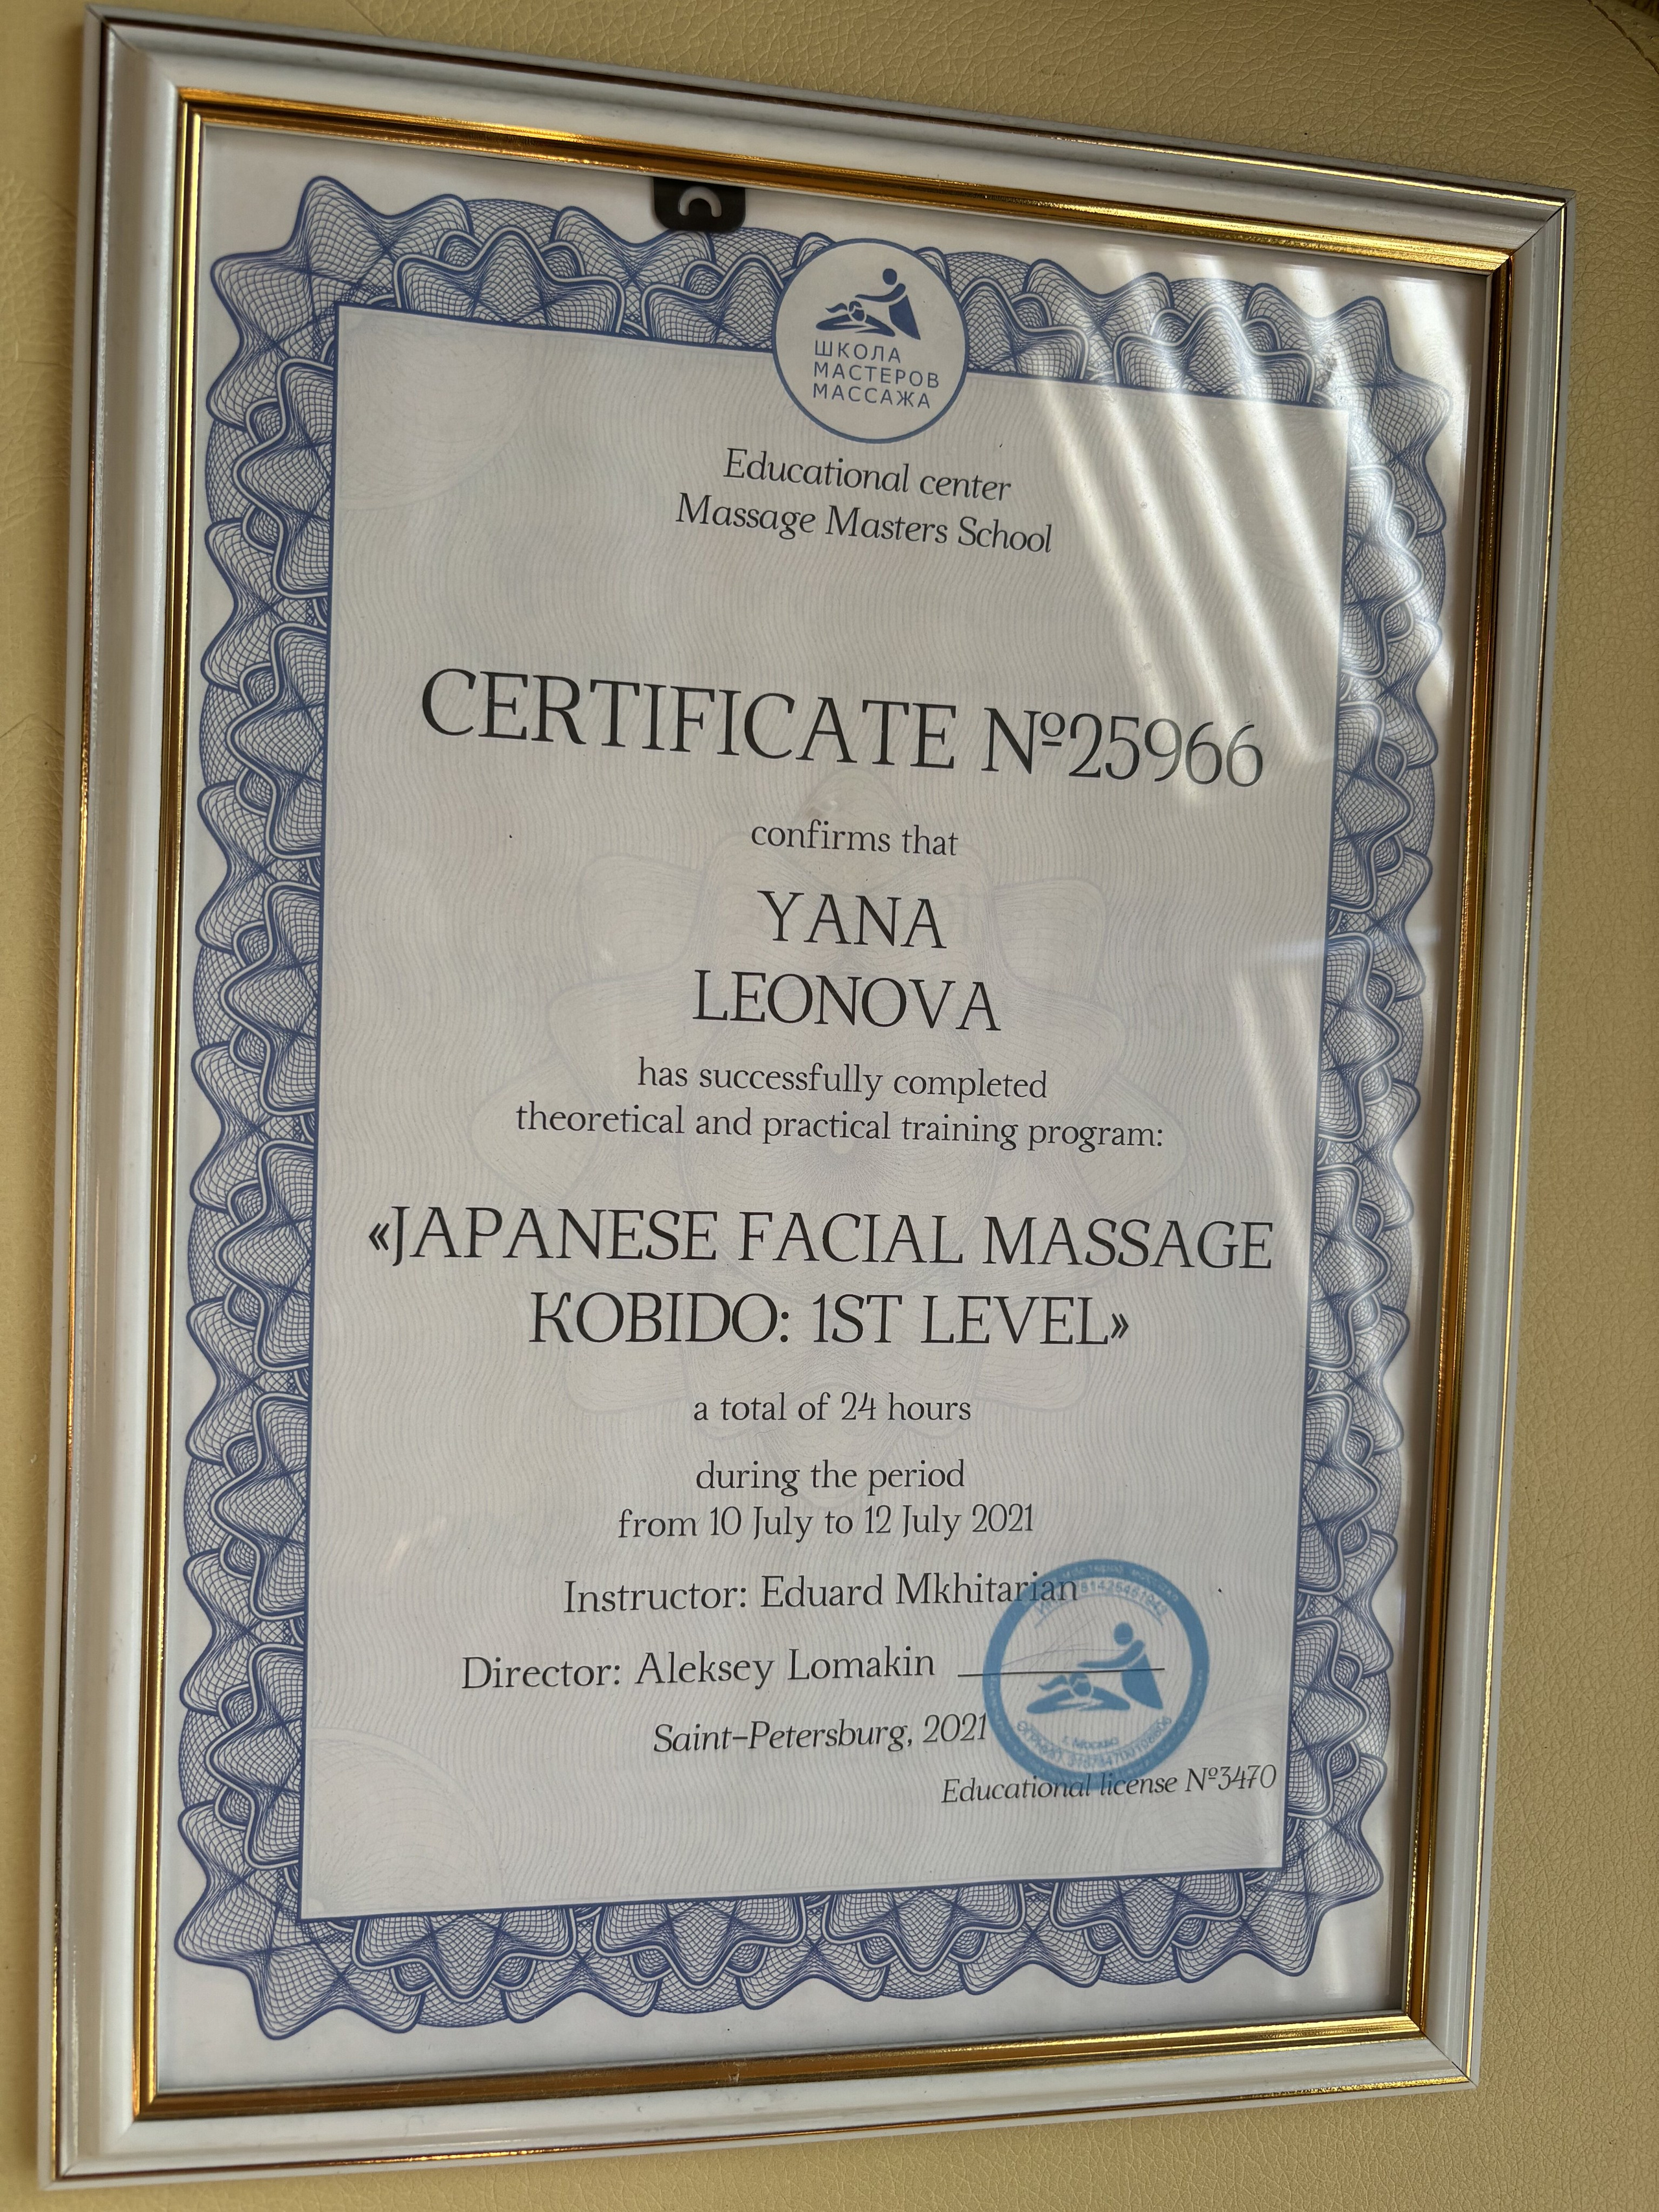 ШКОЛА
МАСТЕРОВ
МАССАЖА
Educational center
Massage Masters School
CERTIFICATE №25966
confirms that
YANA
LEONOVA
has successfully completed
theoretical and practical training program:
«JAPANESE FACIAL MASSAGE
KOBIDO: 1ST LEVEL»
a total of 24 hours
during the period
from 10 July to 12 July 2021
Instructor: Eduard Mkhitarian
Director: Aleksey Lomakin
г. Москва
Saint-Petersburg, 2021
Educational license №3470